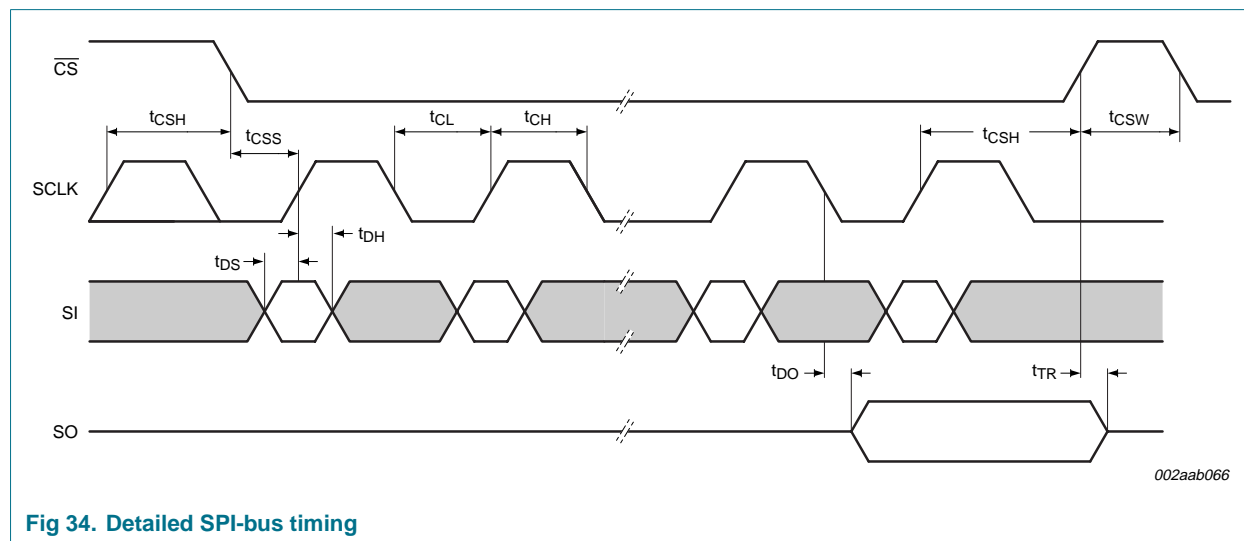 CS
tCSH
tCSS
tCL
tCH
tCSH
tCSW
SCLK
tDH
tDS
SI
tDO
tTR
SO
002aab066
Fig 34. Detailed SPI-bus timing